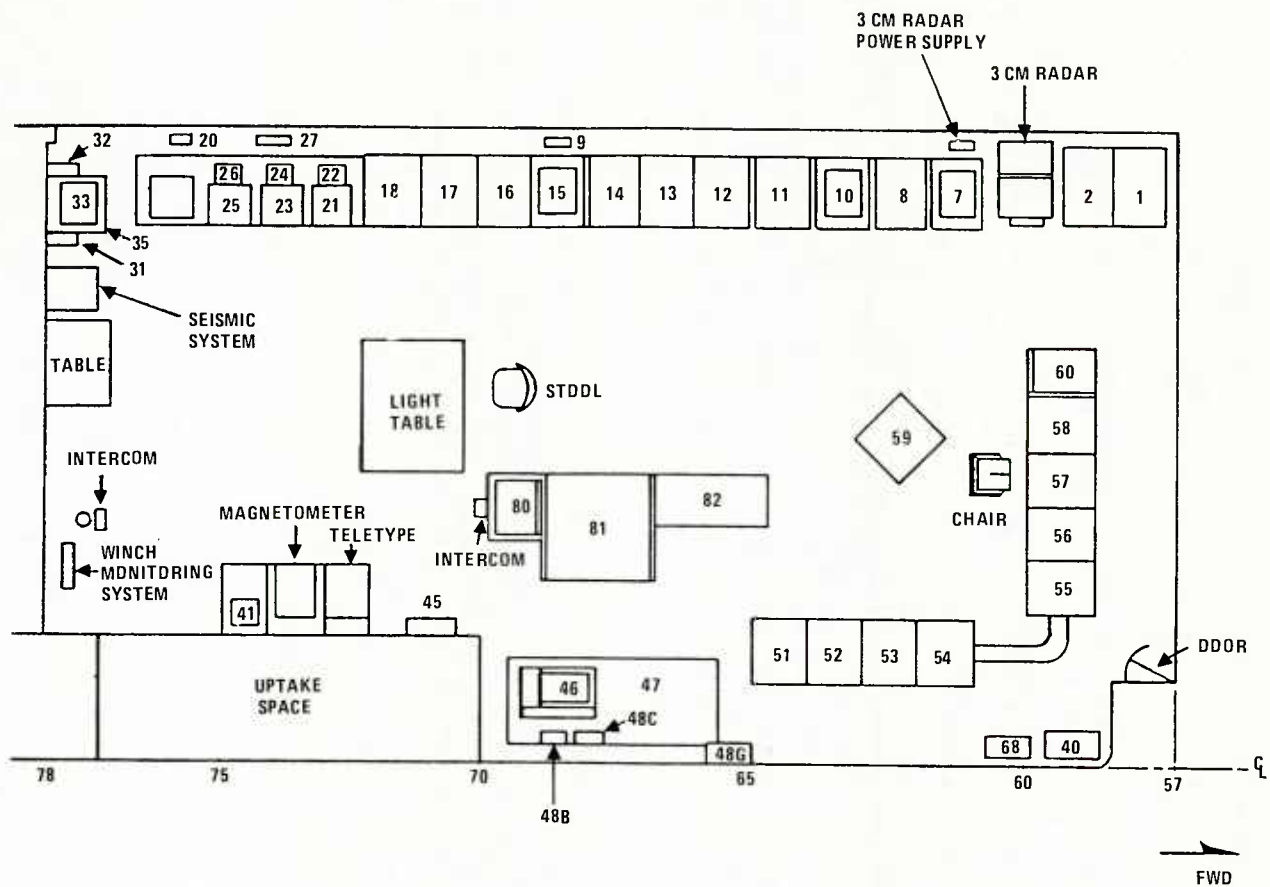 3 CM RADAR
POWER SUPPLY
3 CM RADAR
32
20
27
9
33
26
24
22
25
23
21
18
17
16
15
14
13
12
11
10
8
7
2
1
35
31
SEISMIC
SYSTEM
TABLE
LIGHT
TABLE
STDDL
60
58
59
57
56
55
CHAIR
INTERCOM
MAGNETOMETER
TELETYPE
80
81
82
INTERCOM
WINCH
MDNITDRING
SYSTEM
41
45
51
52
53
54
DDOR
UPTAKE
SPACE
46
47
48C
48G
68
40
78
75
70
65
60
57
CL
48B
FWD